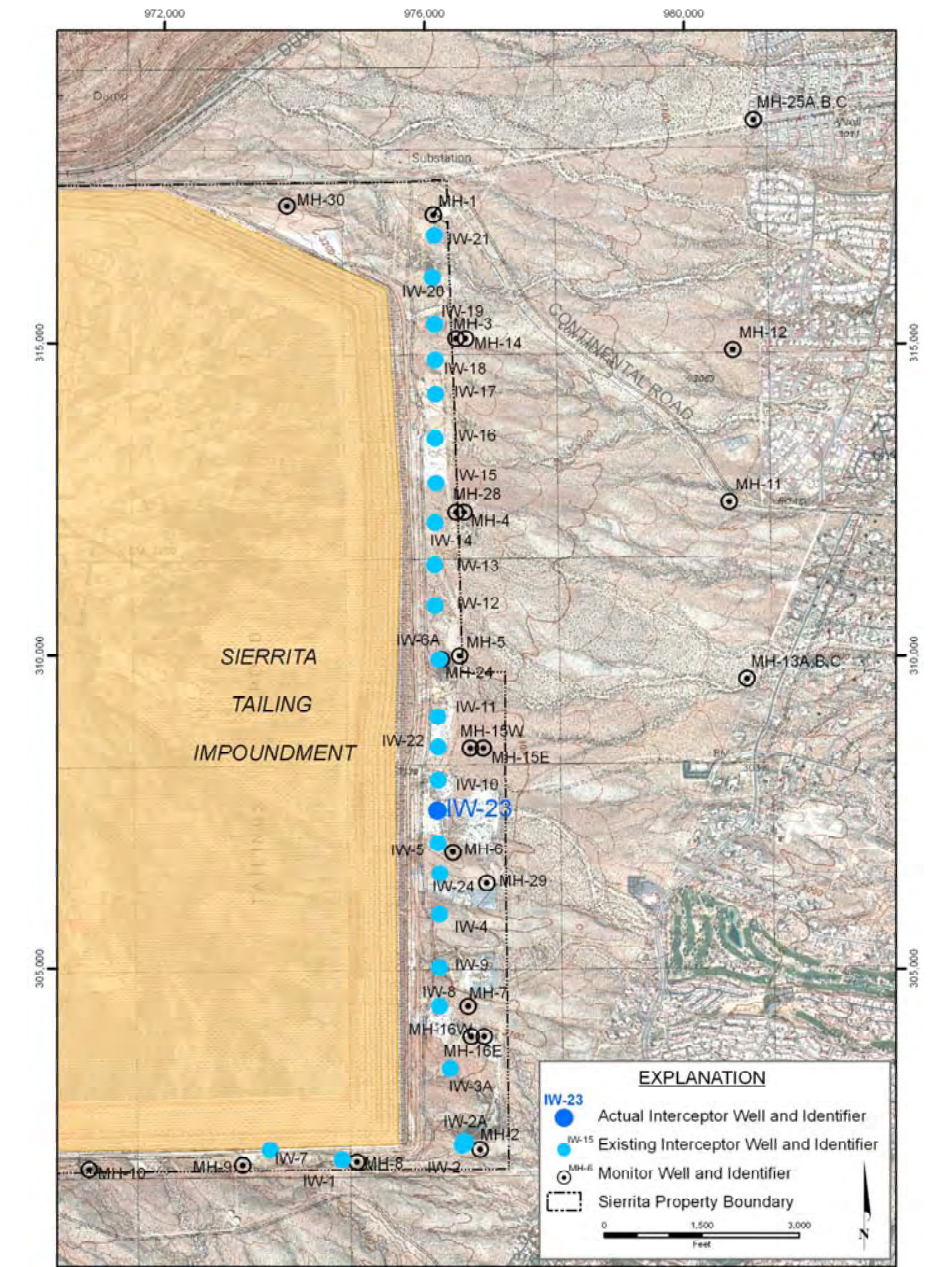 972,000 976,000 980,000
Dump
MH-25A.B.C
Substation
MH-30
MH-1
IW-21
IW-20
IW-19
MH-3
315,000
MH-14
MH-12
315,000
IW-18
CONTINENTAL ROAD
IW-17
IW-16
IW-15
MH-28
MH-11
MH-4
IW-14
IW-13
IW-12
IW-6A
MH-5
310,000
SIERRITA
MH-24
MH-13A.B.C
310,000
TAILING
IW-11
MH-15W
IMPOUNDMENT
IW-22
MH-15E
IW-10
IW-23
IW-5
MH-6
IW-24
MH-29
IW-4
305,000
IW-9
305,000
IW-8
MH-7
MH-16W
MH-16E
IW-3A
IW-2A
MH-2
IW-7
MH-10
MH-9
IW-1
MH-8
IW-2
EXPLANATION
IW-23
Actual Interceptor Well and Identifier
IW-15 Existing Interceptor Well and Identifier
MH-6 Monitor Well and Identifier
Sierrita Property Boundary
0 1,500 3,000
Feet
N